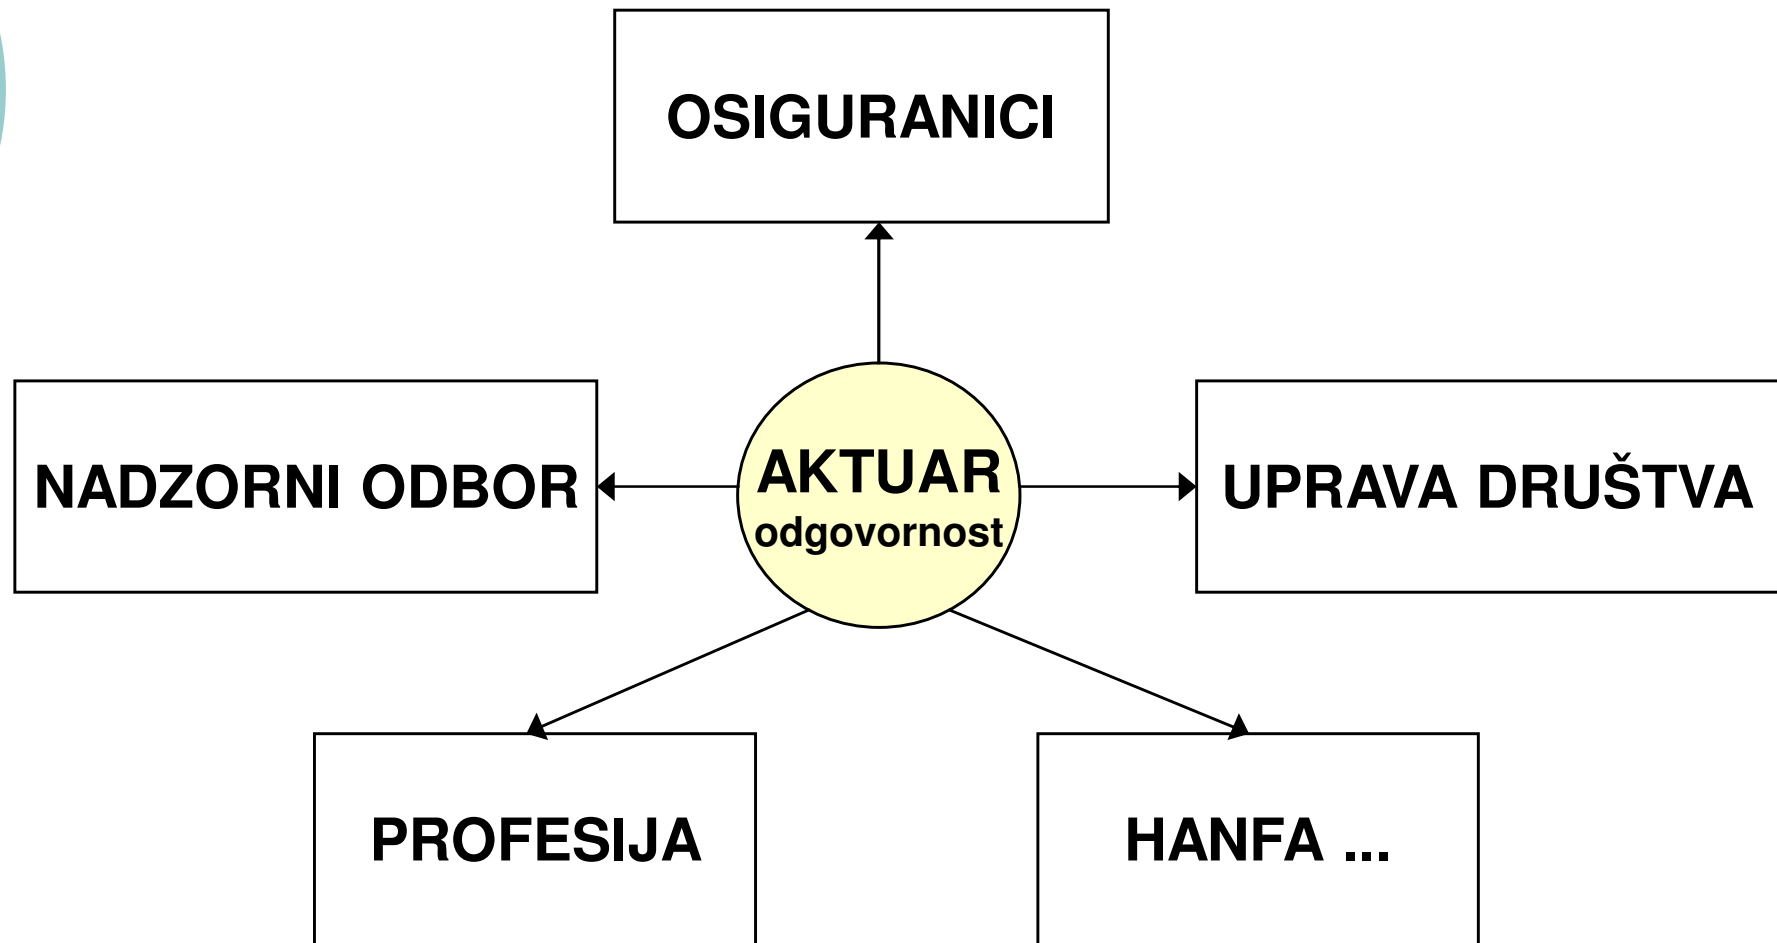 OSIGURANICI
NADZORNI ODBOR
AKTUAR
odgovornost
UPRAVA DRUŠTVA
PROFESIJA
HANFA ...